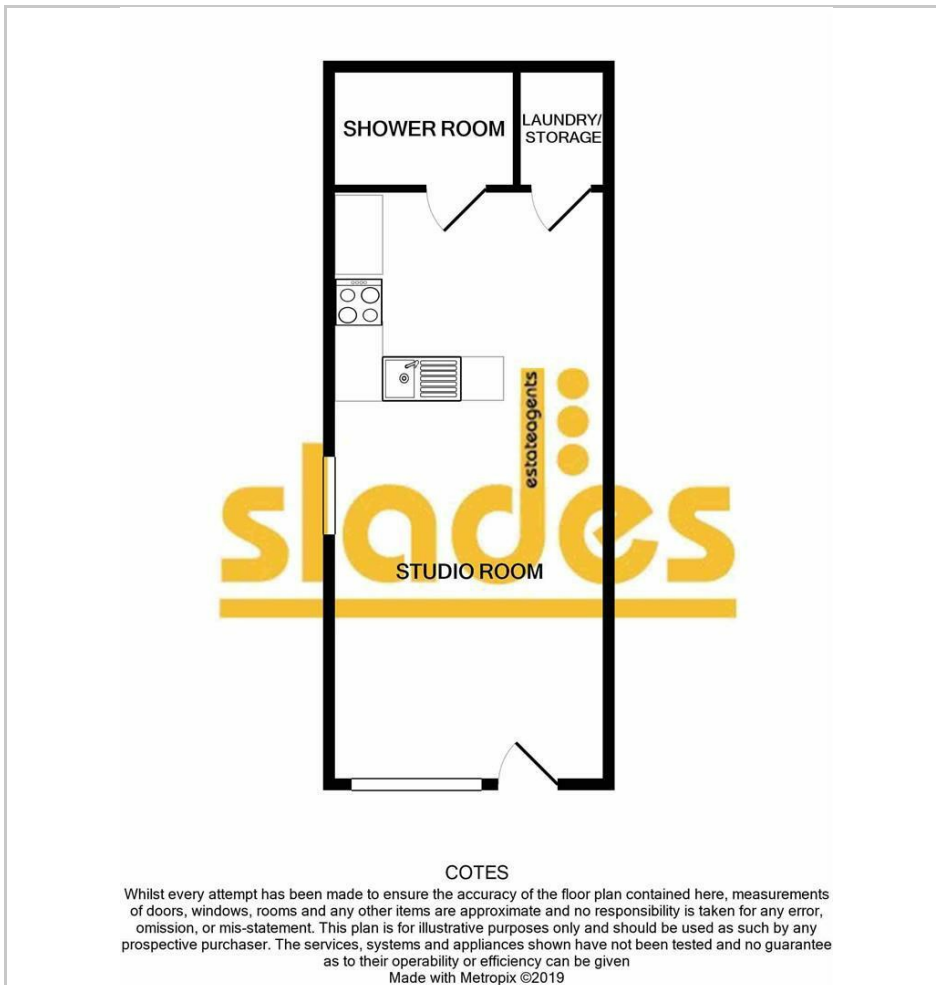 SHOWER ROOM
LAUNDRY/
STORAGE
estateagents
slades
STUDIO ROOM
COTES
Whilst every attempt has been made to ensure the accuracy of the floor plan contained here, measurements
of doors, windows, rooms and any other items are approximate and no responsibility is taken for any error,
omission, or mis-statement. This plan is for illustrative purposes only and should be used as such by any
prospective purchaser. The services, systems and appliances shown have not been tested and no guarantee
as to their operability or efficiency can be given
Made with Metropix ©2019